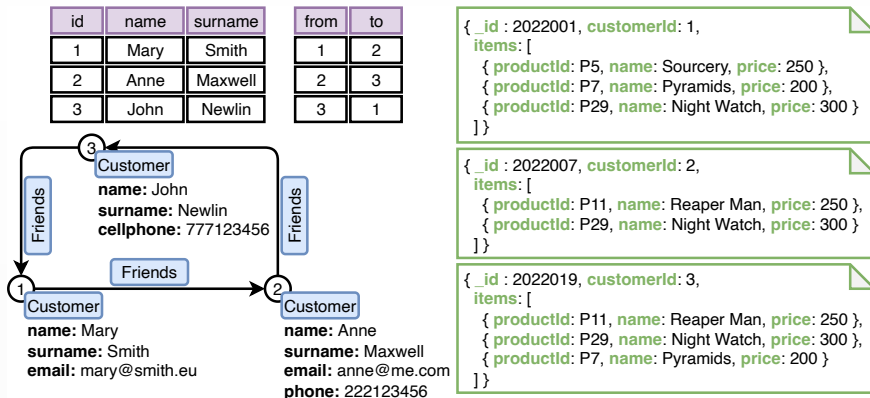 id name surname
1 Mary Smith
2 Anne Maxwell
3 John Newlin
from to
1 2
2 3
3 1
3
Customer
name: John
surname: Newlin
cellphone: 777123456
Friends
Friends
Friends
1
Customer
name: Mary
surname: Smith
email: mary@smith.eu
2
Customer
name: Anne
surname: Maxwell
email: anne@me.com
phone: 222123456
{ _id : 2022001, customerId: 1,
items: [
{ productId: P5, name: Sourcery, price: 250 },
{ productId: P7, name: Pyramids, price: 200 },
{ productId: P29, name: Night Watch, price: 300 }
] }
{ _id : 2022007, customerId: 2,
items: [
{ productId: P11, name: Reaper Man, price: 250 },
{ productId: P29, name: Night Watch, price: 300 }
] }
{ _id : 2022019, customerId: 3,
items: [
{ productId: P11, name: Reaper Man, price: 250 },
{ productId: P29, name: Night Watch, price: 300 },
{ productId: P7, name: Pyramids, price: 200 }
] }